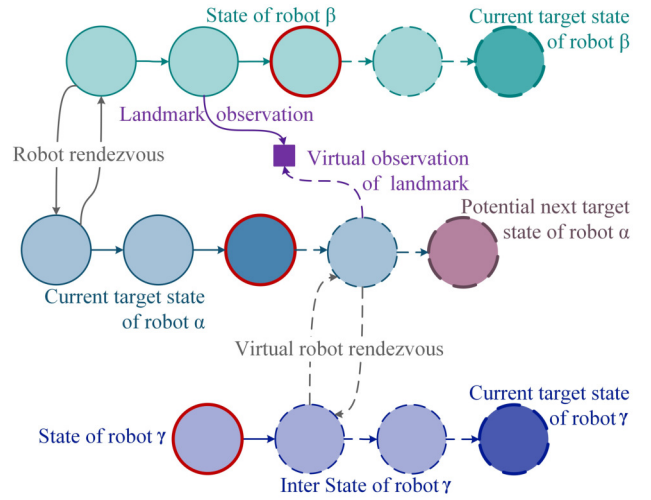 State of robot β
Current target state
of robot β
Landmark observation
Robot rendezvous
Virtual observation
of landmark
Potential next target
state of robot α
Current target state
of robot α
Virtual robot rendezvous
Current target state
of robot γ
State of robot γ
Inter State of robot γ